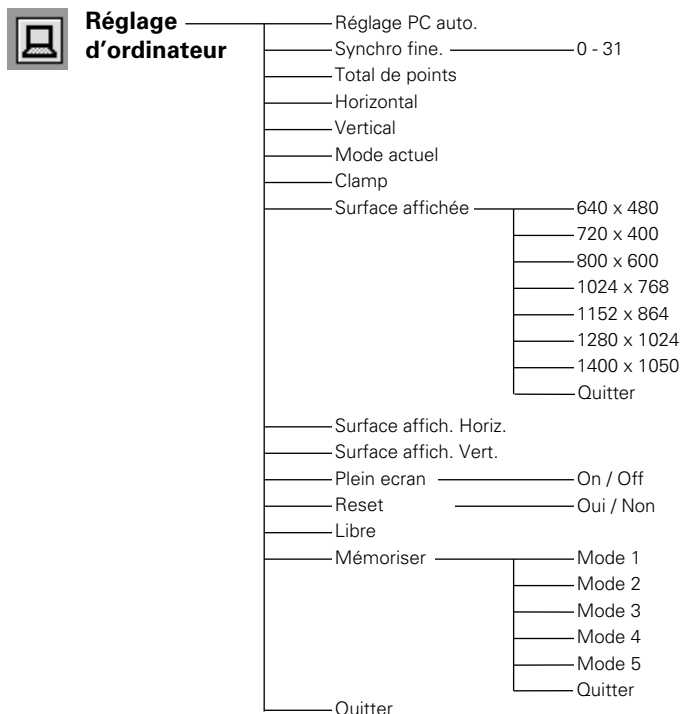 Réglage
d'ordinateur
Réglage PC auto.
Synchro fine. 0 - 31
Total de points
Horizontal
Vertical
Mode actuel
Clamp
Surface affichée 640 x 480
720 x 400
800 x 600
1024 x 768
1152 x 864
1280 x 1024
1400 x 1050
Quitter
Surface affich. Horiz.
Surface affich. Vert.
Plein ecran On / Off
Reset Oui / Non
Libre
Mémoriser Mode 1
Mode 2
Mode 3
Mode 4
Mode 5
Quitter
Quitter